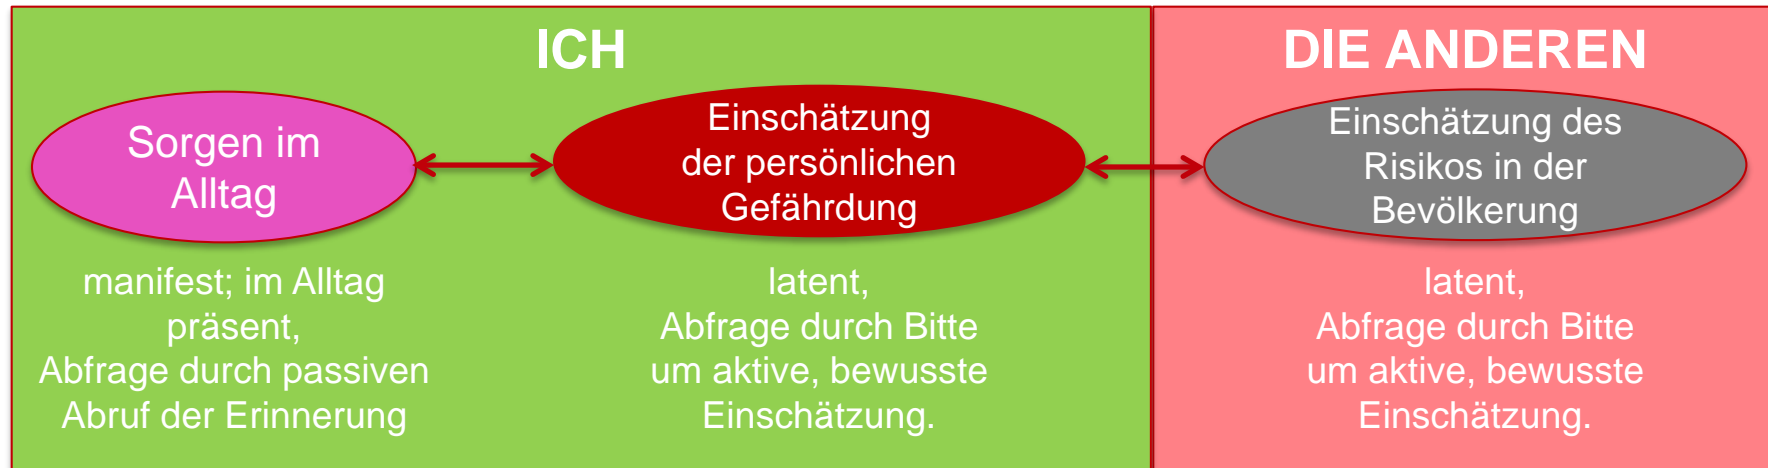 ICH
Sorgen im
Alltag
Einschätzung
der persönlichen
Gefährdung
manifest; im Alltag
präsent,
Abfrage durch passiven
Abruf der Erinnerung
latent,
Abfrage durch Bitte
um aktive, bewusste
Einschätzung.
DIE ANDEREN
Einschätzung des
Risikos in der
Bevölkerung
latent,
Abfrage durch Bitte
um aktive, bewusste
Einschätzung.